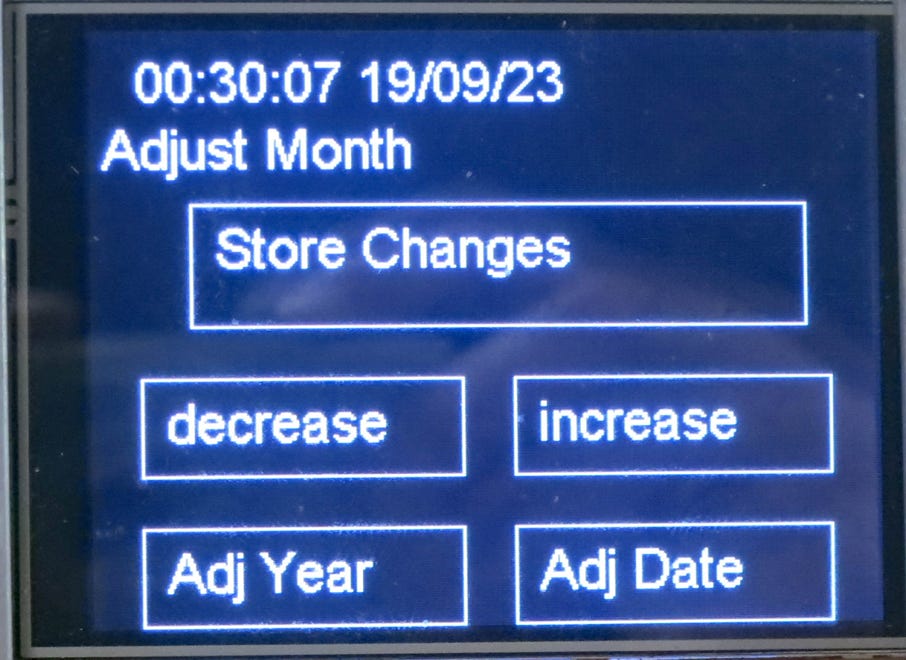 00:30:07 19/09/23
Adjust Month
Store Changes
decrease increase
Adj Year Adj Date